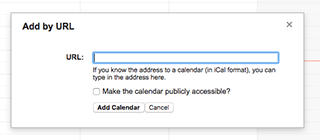 Add by URL
×
URL:
If you know the address to a calendar (in iCal format), you can
type in the address here.
Make the calendar publicly accessible?
Add Calendar Cancel